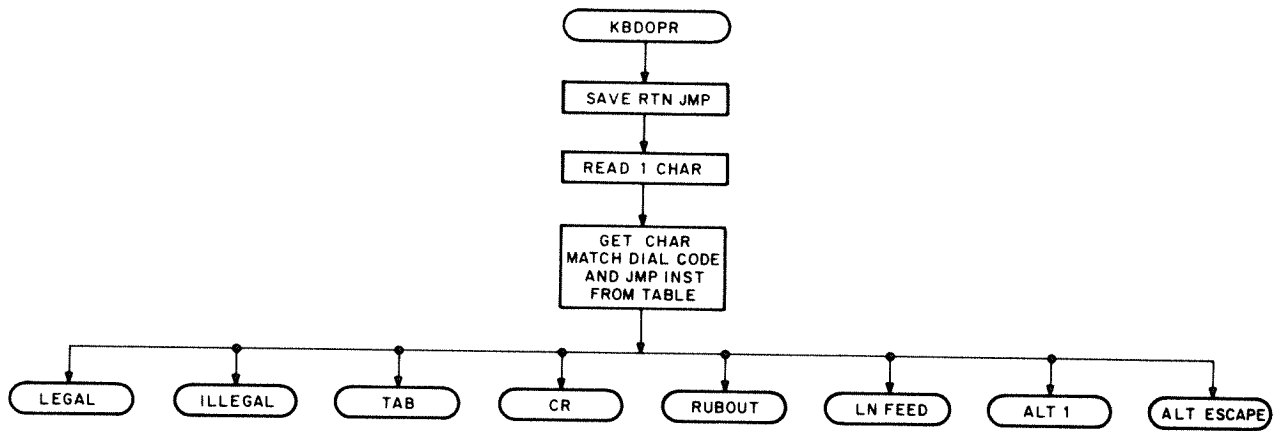 KBDOPR
SAVE RTN JMP
READ 1 CHAR
GET CHAR
MATCH DIAL CODE
AND JMP INST
FROM TABLE
LEGAL
ILLEGAL
TAB
CR
RUBOUT
LN FEED
ALT 1
ALT ESCAPE